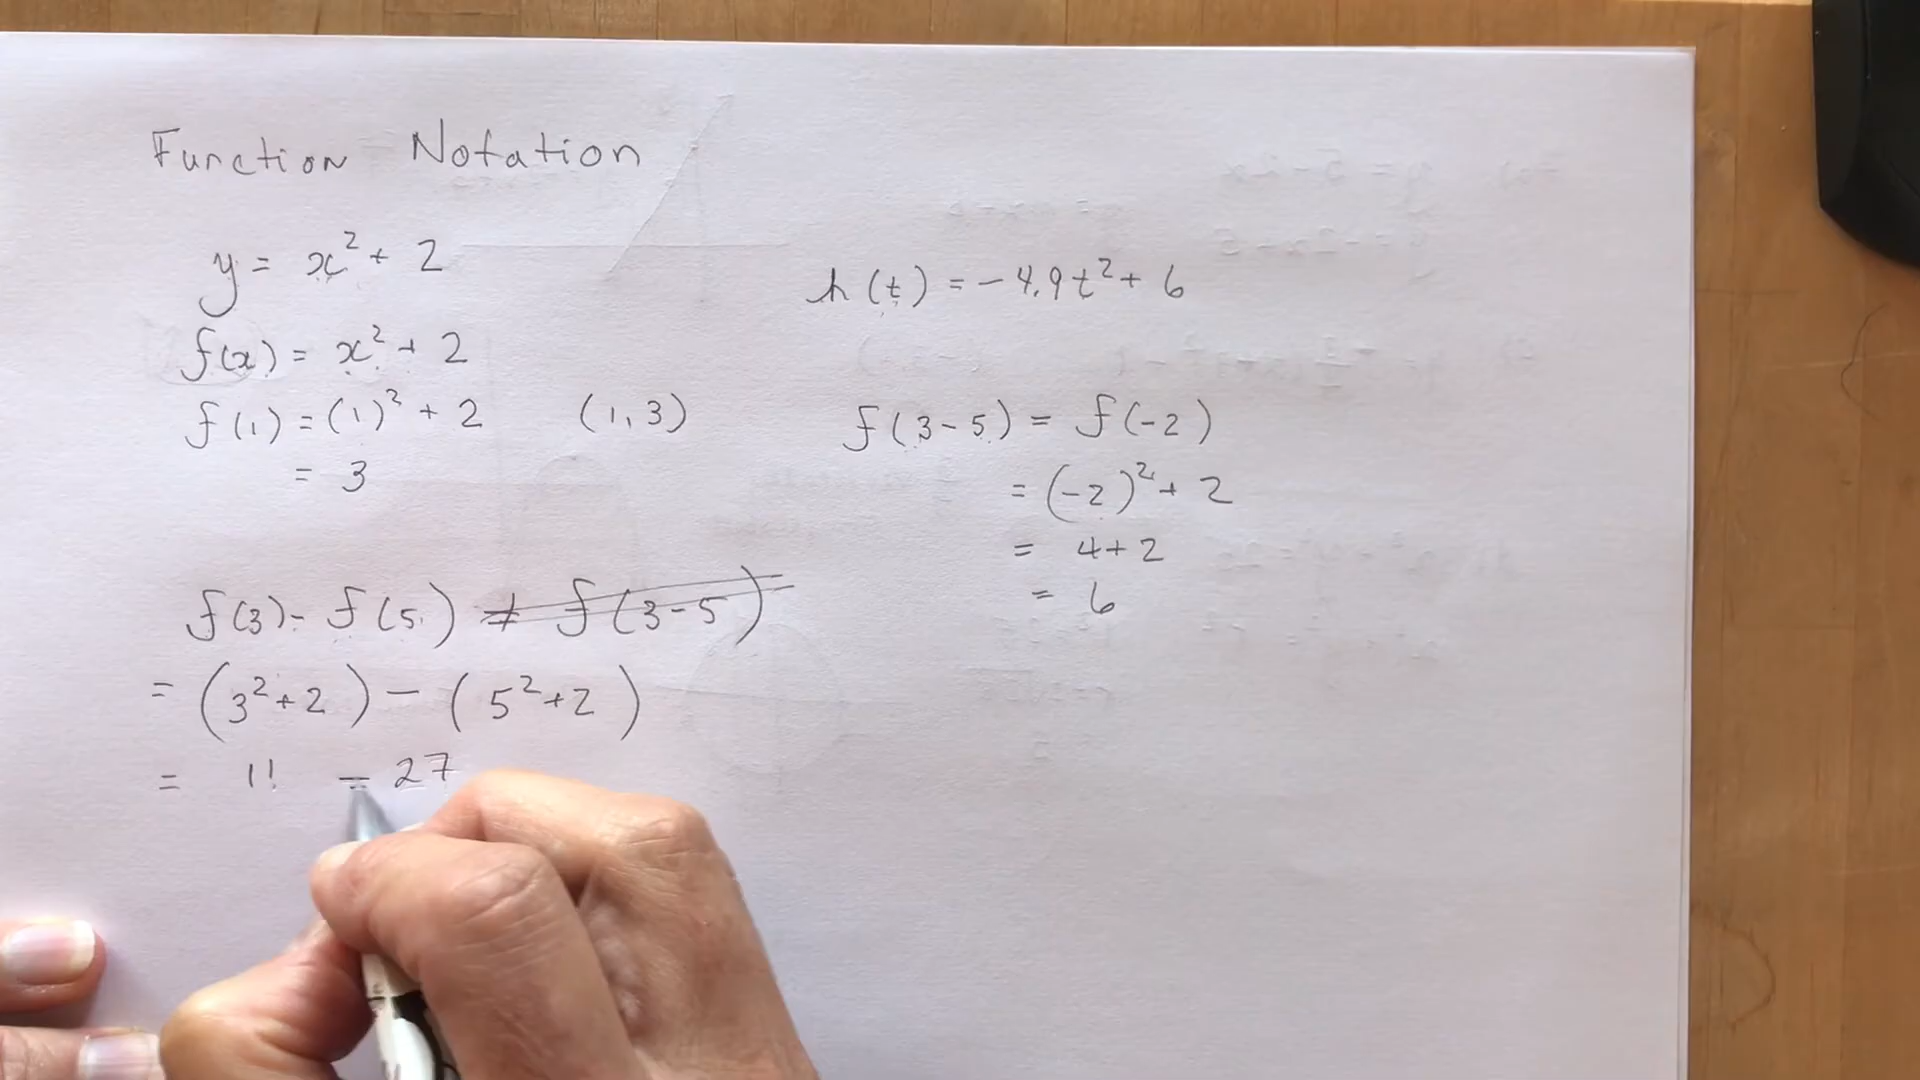 Function Notation
y = x² + 2
f(x) = x² + 2
f(1) = (1)² + 2 (1,3)
= 3
f(3) - f(5) ≠ f(3-5)
= (3²+2) - (5²+2)
= 11 - 27
h(t) = -4.9t² + 6
f(3-5) = f(-2)
= (-2)² + 2
= 4+2
= 6